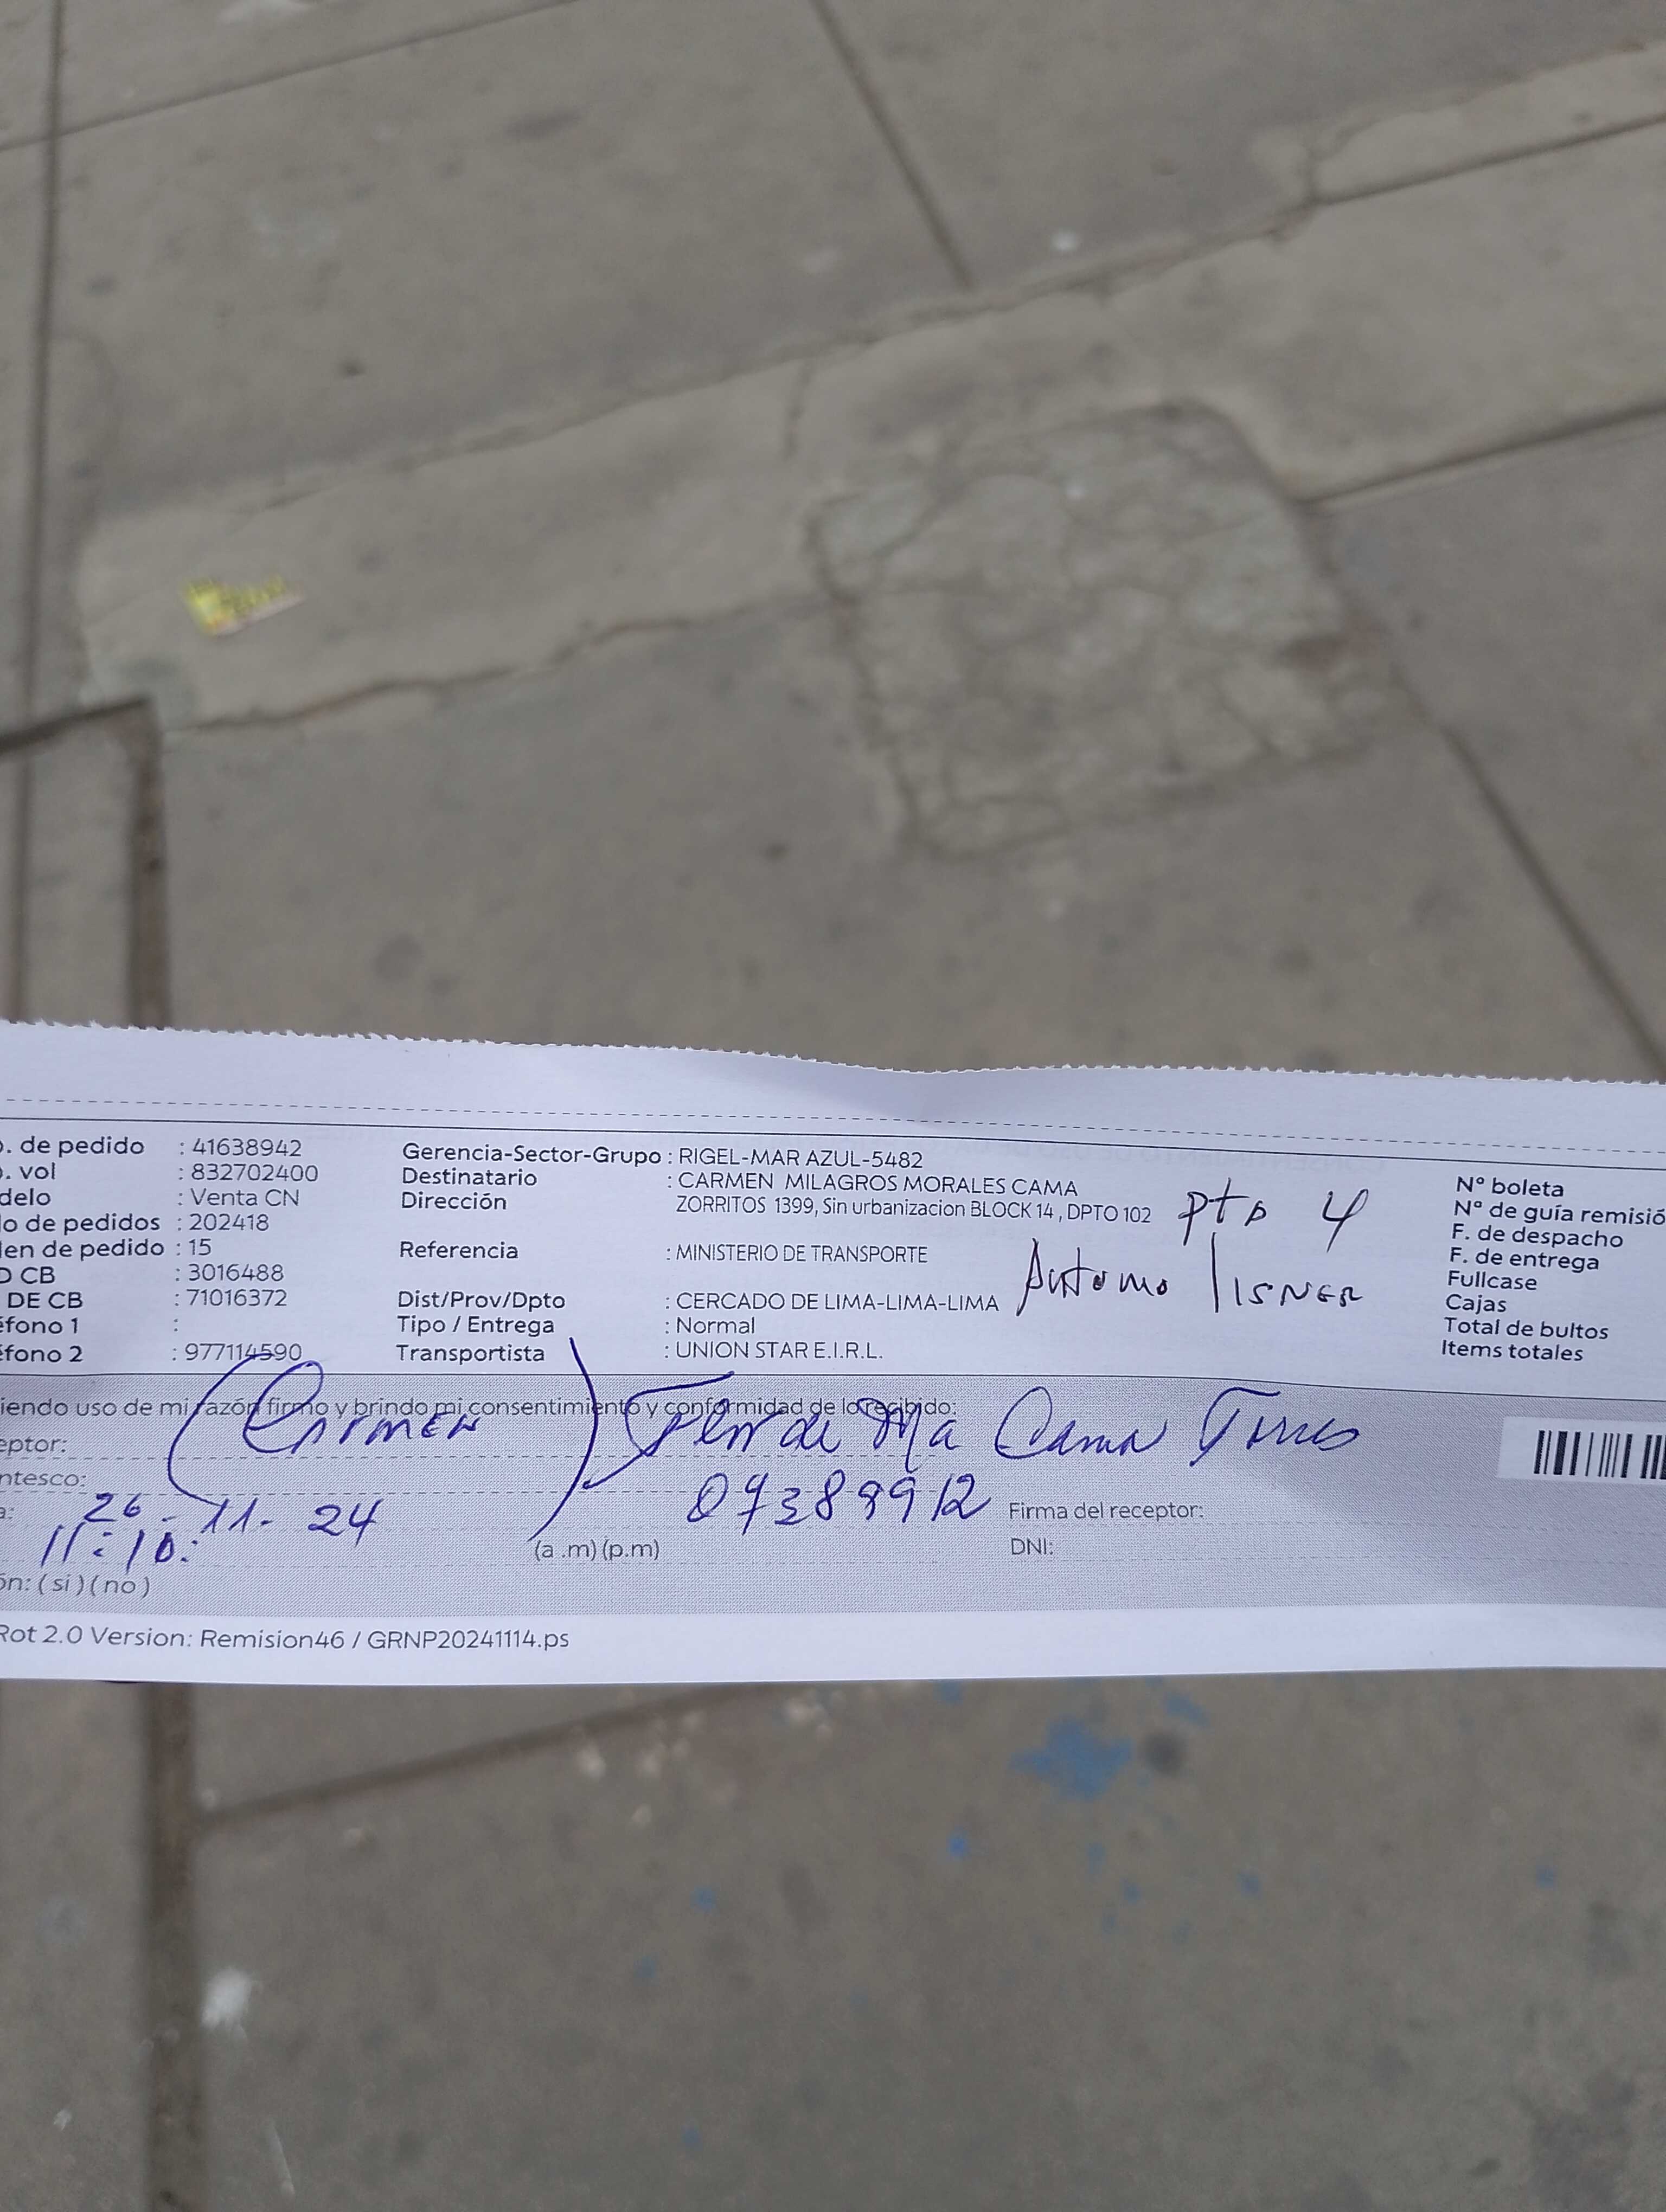 . de pedido : 41638942
. vol : 832702400
delo : Venta CN
o de pedidos : 202418
en de pedido : 15
CB : 3016488
DE CB : 71016372
éfono 1 :
éfono 2 : 977114590
Gerencia-Sector-Grupo : RIGEL-MAR AZUL-5482
Destinatario : CARMEN MILAGROS MORALES CAMA
Dirección ZORRITOS 1399, Sin urbanizacion BLOCK 14 , DPTO 102
Referencia : MINISTERIO DE TRANSPORTE
Dist/Prov/Dpto : CERCADO DE LIMA-LIMA-LIMA
Tipo / Entrega : Normal
Transportista : UNION STAR E.I.R.L.
pta 4
Antonio
Nº boleta
Nº de guía remisió
F. de despacho
F. de entrega
Fullcase
Cajas
Total de bultos
Items totales
iendo uso de mi razón firmo y brindo mi consentimiento y conformidad de lo recibido:
eptor: Carmen
Ma Cama Torres
ntesco:
26-11-24
11:10:
(a .m) (p.m)
Firma del receptor:
DNI:
ón: ( si ) ( no )
Rot 2.0 Version: Remision46 / GRNP20241114.ps